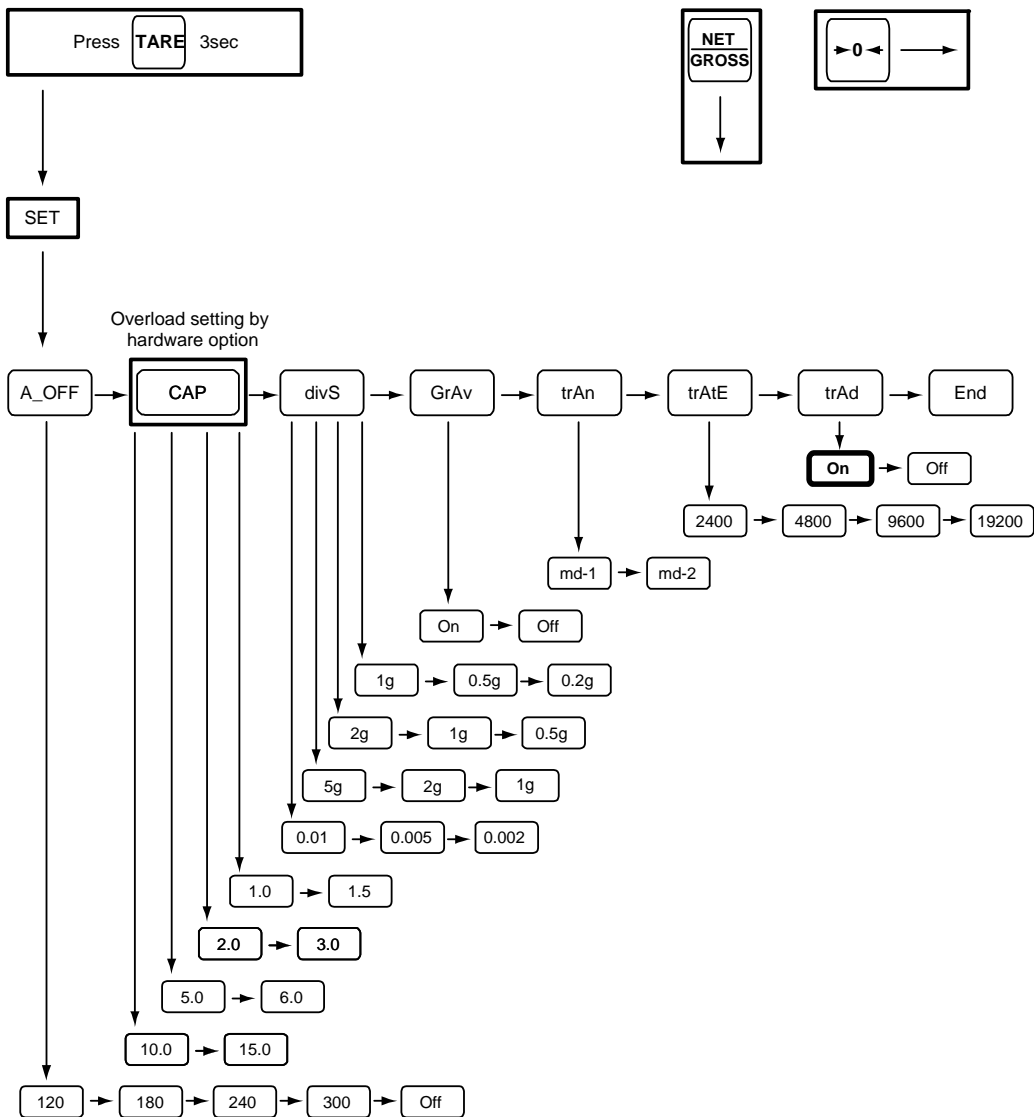 Press TARE 3sec
NET
GROSS
0
SET
Overload setting by
hardware option
A_OFF CAP divS GrAv trAn trAtE trAd End
On Off
2400 4800 9600 19200
md-1 md-2
On Off
1g 0.5g 0.2g
2g 1g 0.5g
5g 2g 1g
0.01 0.005 0.002
1.0 1.5
2.0 3.0
5.0 6.0
10.0 15.0
120 180 240 300 Off